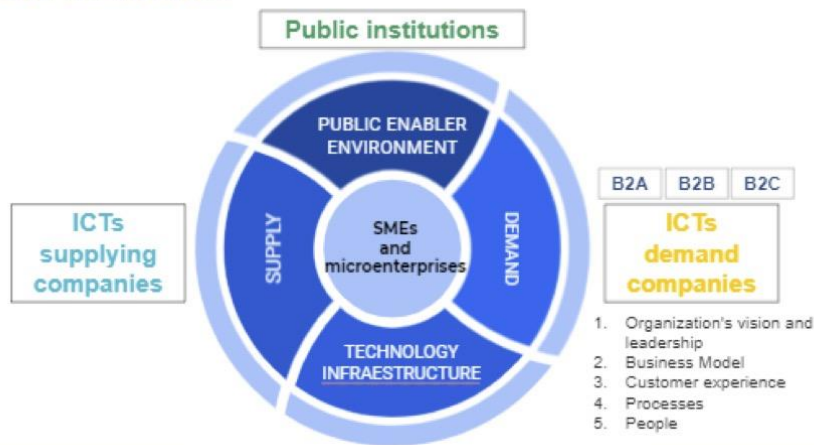 Public institutions
PUBLIC ENABLER
ENVIRONMENT
ICTs
supplying
companies
SUPPLY
SMEs
and
microenterprises
DEMAND
B2A B2B B2C
ICTs
demand
companies
1. Organization's vision and
leadership
2. Business Model
3. Customer experience
4. Processes
5. People
TECHNOLOGY
INFRAESTRUCTURE